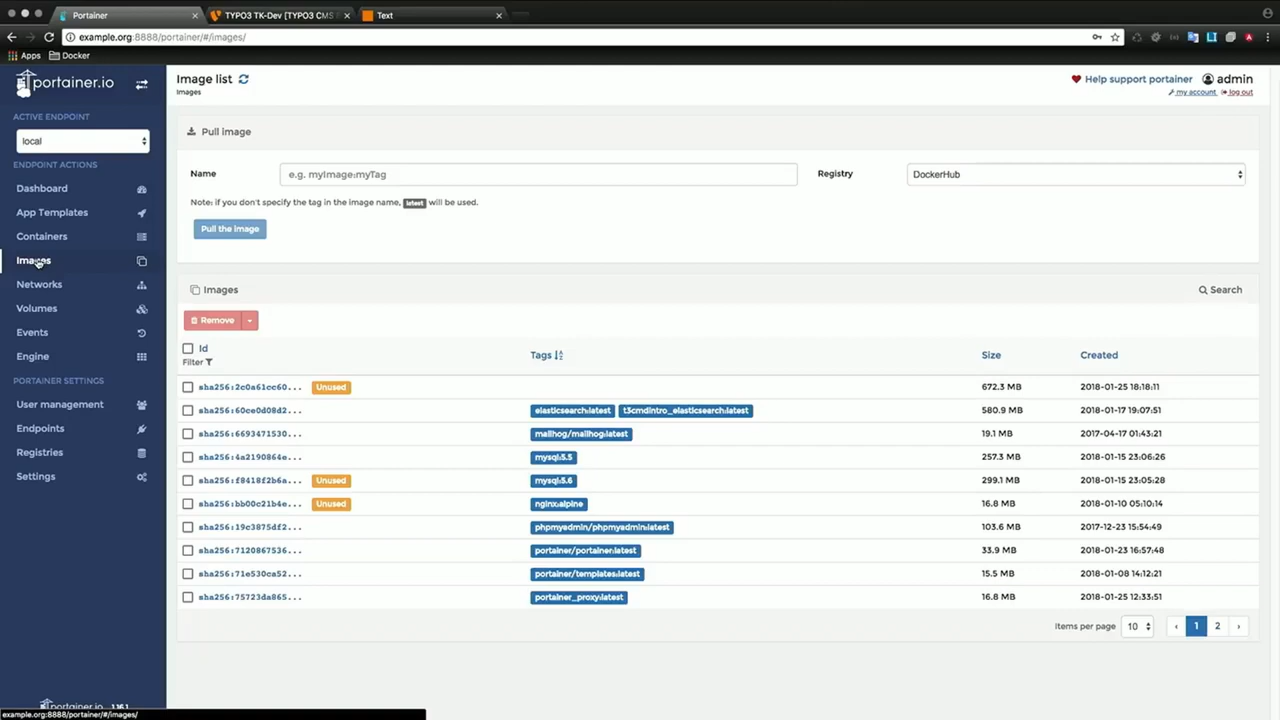 Portainer
TYPO3 TK-Dev [TYPO3 CMS
Text
example.org:8888/portainer/#/images/
Apps
Docker
portainer.io
Image list
Images
Help support portainer
admin
my account
log out
ACTIVE ENDPOINT
local
ENDPOINT ACTIONS
Dashboard
App Templates
Containers
Images
Networks
Volumes
Events
Engine
PORTAINER SETTINGS
User management
Endpoints
Registries
Settings
portainer.io 1.16.1
Pull image
Name
e.g. myImage:myTag
Registry
DockerHub
Note: if you don't specify the tag in the image name, latest will be used.
Pull the image
Images
Search
Remove
Id
Filter
Tags
Size
Created
sha256:2c0a61cc60... Unused 672.3 MB 2018-01-25 18:18:11
sha256:60ce0d08d2... elasticsearch:latest t3cmdintro_elasticsearch:latest 580.9 MB 2018-01-17 19:07:51
sha256:6693471530... mailhog/mailhog:latest 19.1 MB 2017-04-17 01:43:21
sha256:4a2190864e... mysql:5.5 257.3 MB 2018-01-15 23:06:26
sha256:f8418f2b6a... Unused mysql:5.6 299.1 MB 2018-01-15 23:05:28
sha256:bb00c21b4e... Unused nginx:alpine 16.8 MB 2018-01-10 05:10:14
sha256:19c3875df2... phpmyadmin/phpmyadmin:latest 103.6 MB 2017-12-23 15:54:49
sha256:7120867536... portainer/portainer:latest 33.9 MB 2018-01-23 16:57:48
sha256:71e530ca52... portainer/templates:latest 15.5 MB 2018-01-08 14:12:21
sha256:75723da865... portainer_proxy:latest 16.8 MB 2018-01-25 12:33:51
Items per page 10 ‹ 1 2 ›
example.org:8888/portainer/#/images/